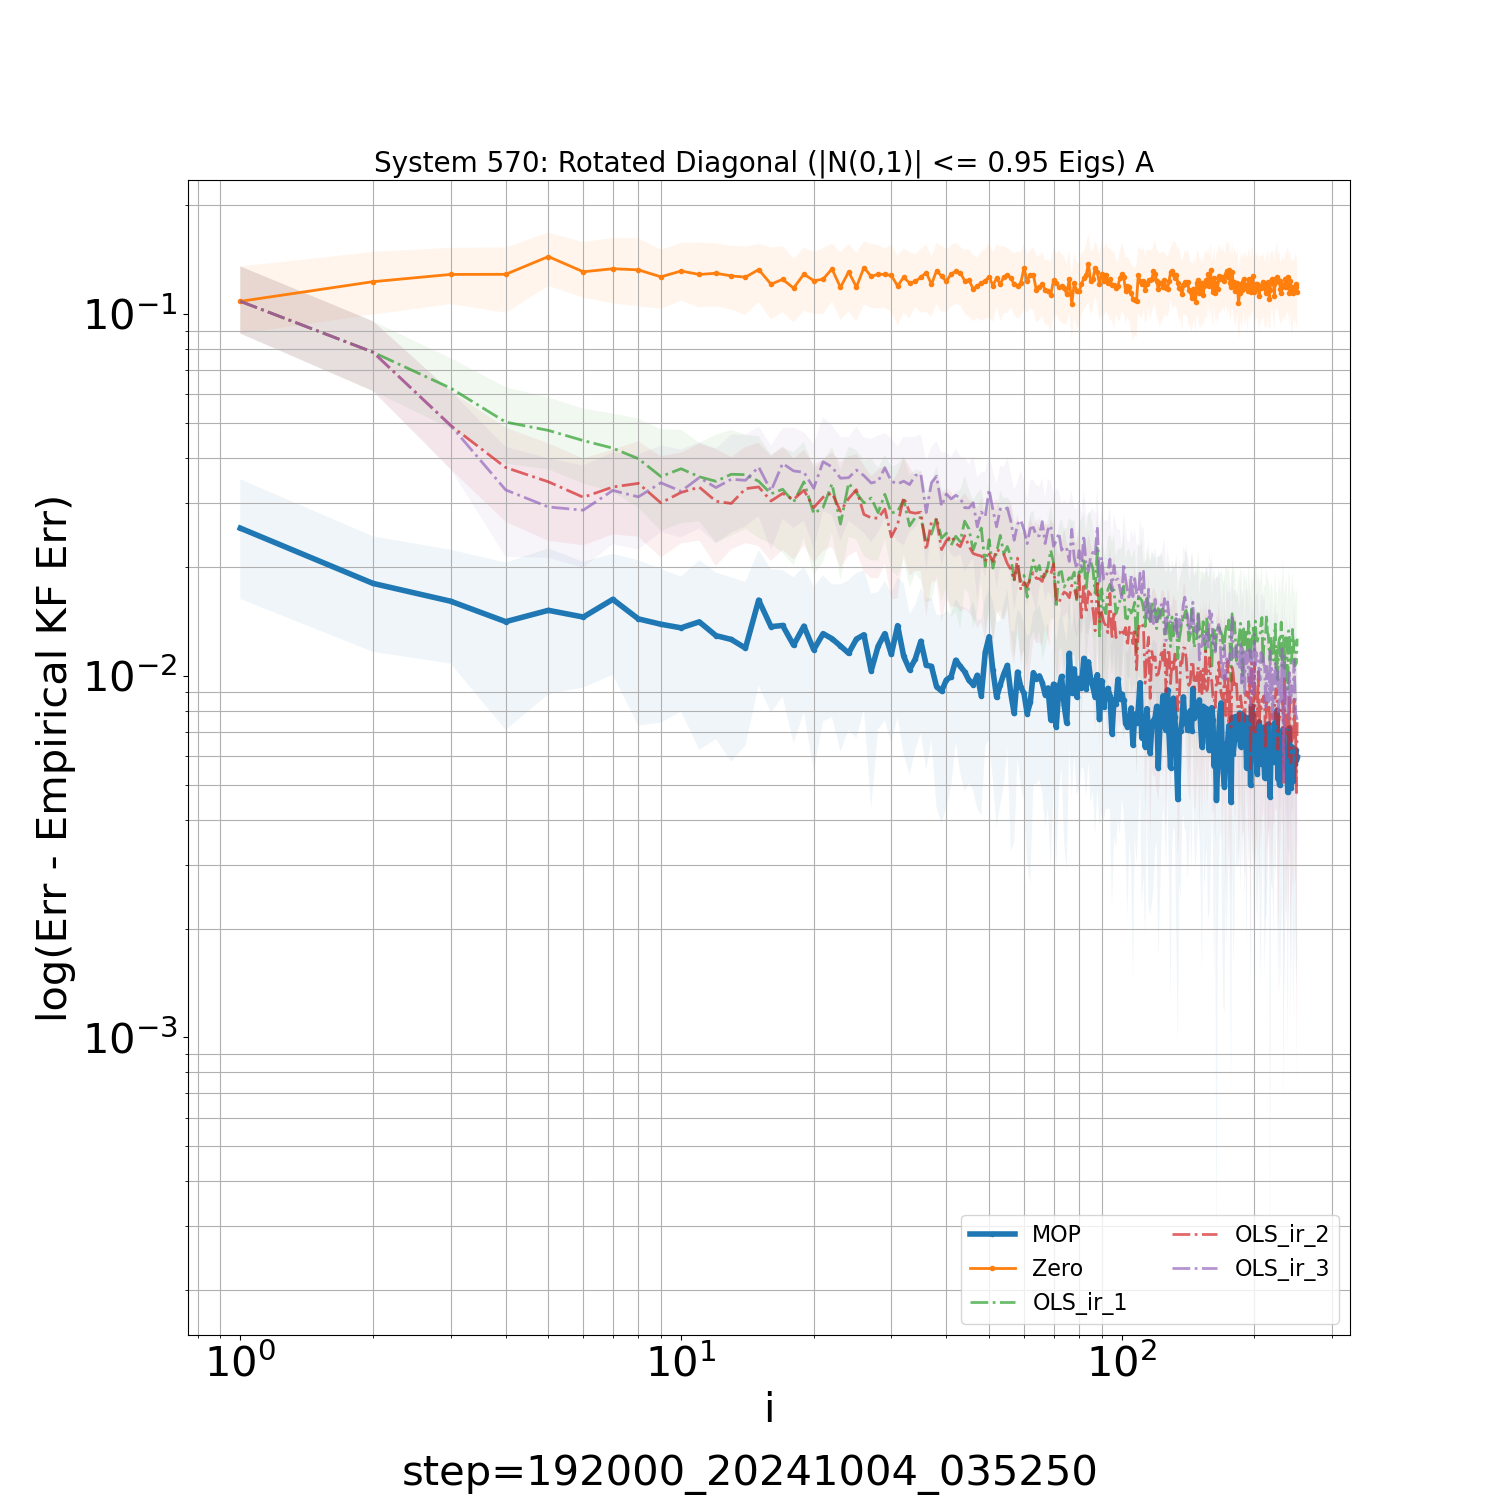 System 570: Rotated Diagonal (|N(0,1)| <= 0.95 Eigs) A
log(Err - Empirical KF Err)
10⁻¹
10⁻²
10⁻³
10⁰
10¹
10²
MOP
Zero
OLS_ir_1
OLS_ir_2
OLS_ir_3
i
step=192000_20241004_035250